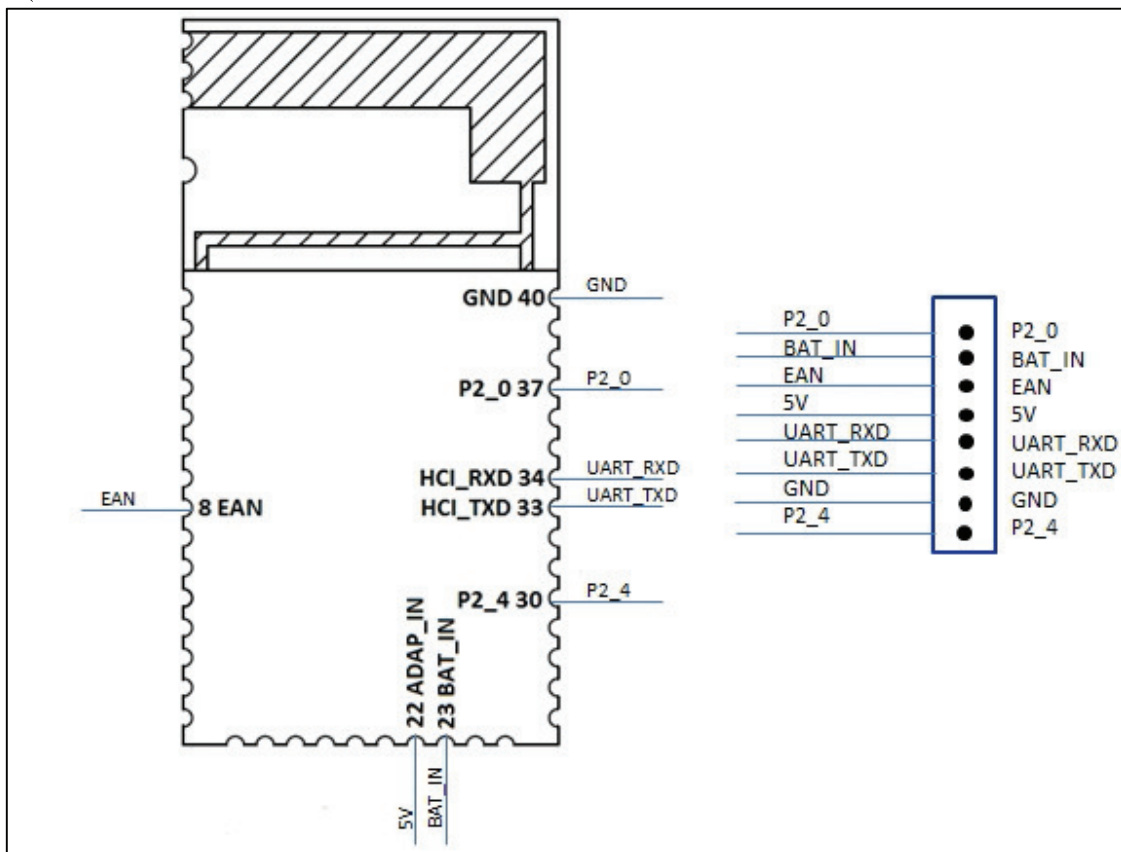 GND 40
GND
P2_0 37
P2_0
HCI_RXD 34
UART_RXD
HCI_TXD 33
UART_TXD
EAN
8 EAN
P2_4 30
P2_4
22 ADAP_IN
23 BAT_IN
5V
BAT_IN
P2_0
BAT_IN
EAN
5V
UART_RXD
UART_TXD
GND
P2_4
P2_0
BAT_IN
EAN
5V
UART_RXD
UART_TXD
GND
P2_4